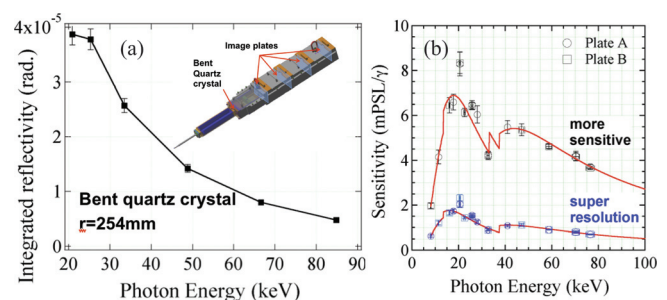 4x10⁻⁵
3
2
1
0
Integrated reflectivity (rad.)
(a)
Image plates
Bent
Quartz
crystal
Bent quartz crystal
r=254mm
20 30 40 50 60 70 80 90
Photon Energy (keV)
10
8
6
4
2
0
Sensitivity (mPSL/γ)
(b)
Plate A
Plate B
more
sensitive
super
resolution
0 20 40 60 80 100
Photon Energy (keV)